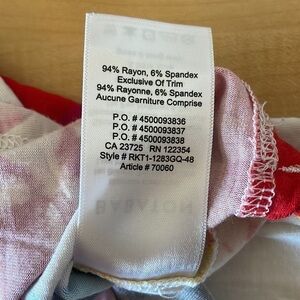 94% Rayon, 6% Spandex
Exclusive Of Trim
94% Rayonne, 6% Spandex
Aucune Garniture Comprise
P.O. # 4500093836
P.O. # 4500093837
P.O. # 4500093838
CA 23725 RN 122354
Style # RKT1-1283GQ-48
Article # 70060